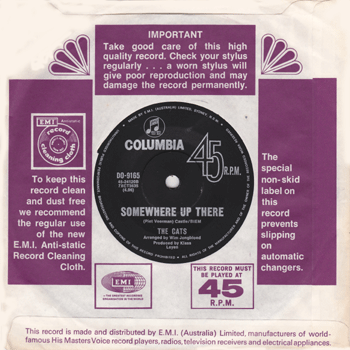 IMPORTANT
Take good care of this high
quality record. Check your stylus
regularly . . . a worn stylus will
give poor reproduction and may
damage the record permanently.
EMI Anti-static
record
cleaning
cloth
To keep this
record clean
and dust free
we recommend
the regular use
of the new
E.M.I. Anti-static
Record Cleaning
Cloth.
COLUMBIA
45
R.P.M.
DO-9165
SOMEWHERE UP THERE
THE CATS
Arranged by Wim Jongbloed
The
special
non-skid
label on
this
record
prevents
slipping
on
automatic
changers.
EMI
THIS RECORD MUST
BE PLAYED AT
45
R.P.M.
This record is made and distributed by E.M.I. (Australia) Limited, manufacturers of world-
famous His Masters Voice record players, radios, television receivers and electrical appliances.